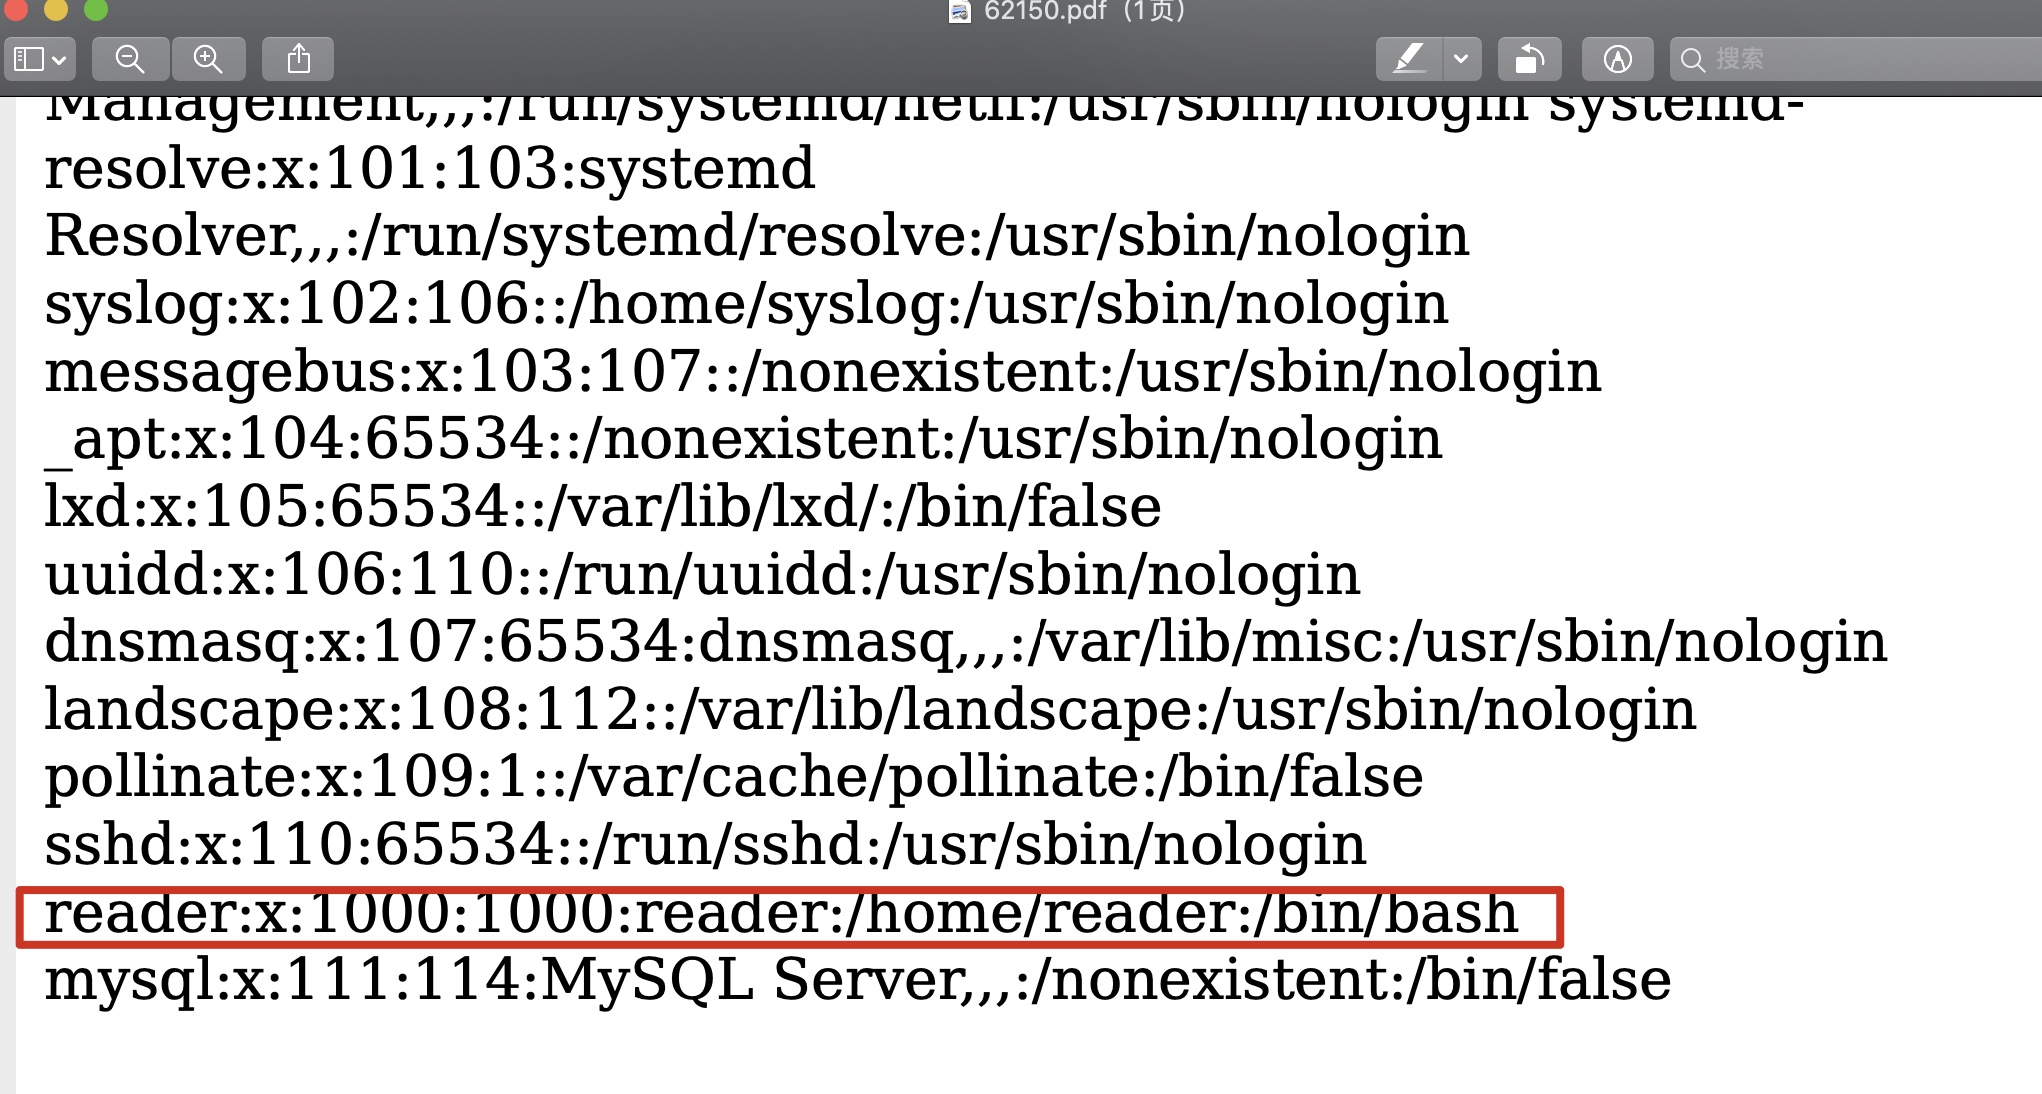 62150.pdf（1页）
搜索
Management,,,:/run/systemd/netif:/usr/sbin/nologin systemd-
resolve:x:101:103:systemd
Resolver,,,:/run/systemd/resolve:/usr/sbin/nologin
syslog:x:102:106::/home/syslog:/usr/sbin/nologin
messagebus:x:103:107::/nonexistent:/usr/sbin/nologin
_apt:x:104:65534::/nonexistent:/usr/sbin/nologin
lxd:x:105:65534::/var/lib/lxd/:/bin/false
uuidd:x:106:110::/run/uuidd:/usr/sbin/nologin
dnsmasq:x:107:65534:dnsmasq,,,:/var/lib/misc:/usr/sbin/nologin
landscape:x:108:112::/var/lib/landscape:/usr/sbin/nologin
pollinate:x:109:1::/var/cache/pollinate:/bin/false
sshd:x:110:65534::/run/sshd:/usr/sbin/nologin
reader:x:1000:1000:reader:/home/reader:/bin/bash
mysql:x:111:114:MySQL Server,,,:/nonexistent:/bin/false